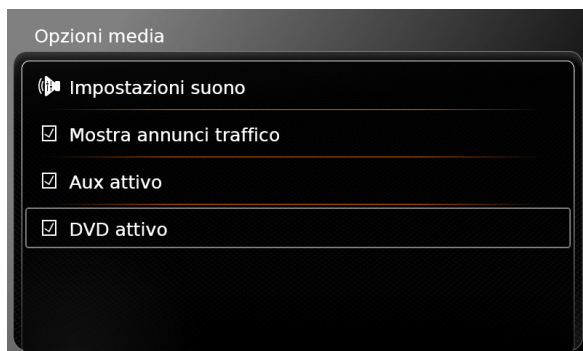 Opzioni media
Impostazioni suono
Mostra annunci traffico
Aux attivo
DVD attivo